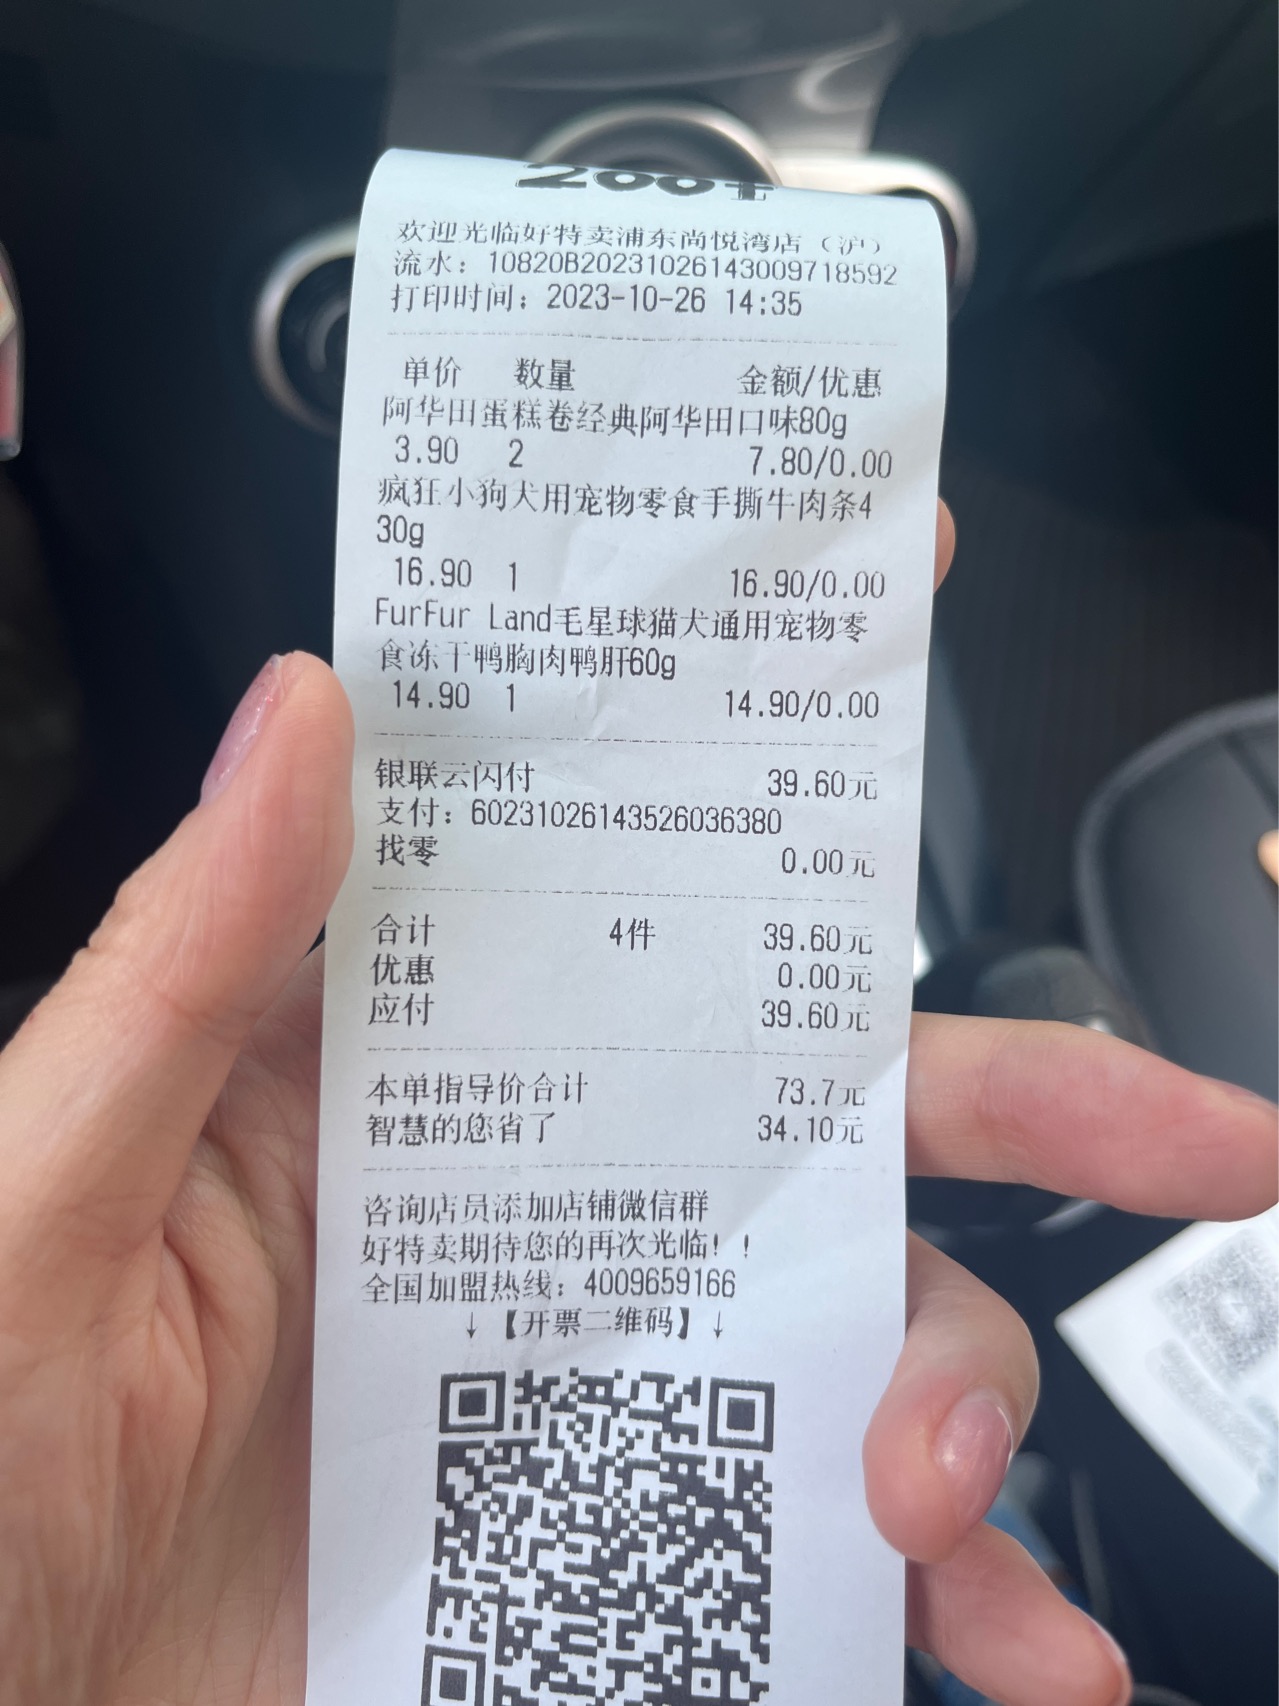 欢迎光临好特卖浦东尚悦湾店（沪）
流水：10820B20231026143009718592
打印时间：2023-10-26 14:35
单价 数量 金额/优惠
阿华田蛋糕卷经典阿华田口味80g
3.90 2 7.80/0.00
疯狂小狗犬用宠物零食手撕牛肉条4
30g
16.90 1 16.90/0.00
FurFur Land毛星球猫犬通用宠物零
食冻干鸭胸肉鸭肝60g
14.90 1 14.90/0.00
银联云闪付 39.60元
支付：60231026143526036380
找零 0.00元
合计 4件 39.60元
优惠 0.00元
应付 39.60元
本单指导价合计 73.7元
智慧的您省了 34.10元
咨询店员添加店铺微信群
好特卖期待您的再次光临！！
全国加盟热线：4009659166
↓【开票二维码】↓